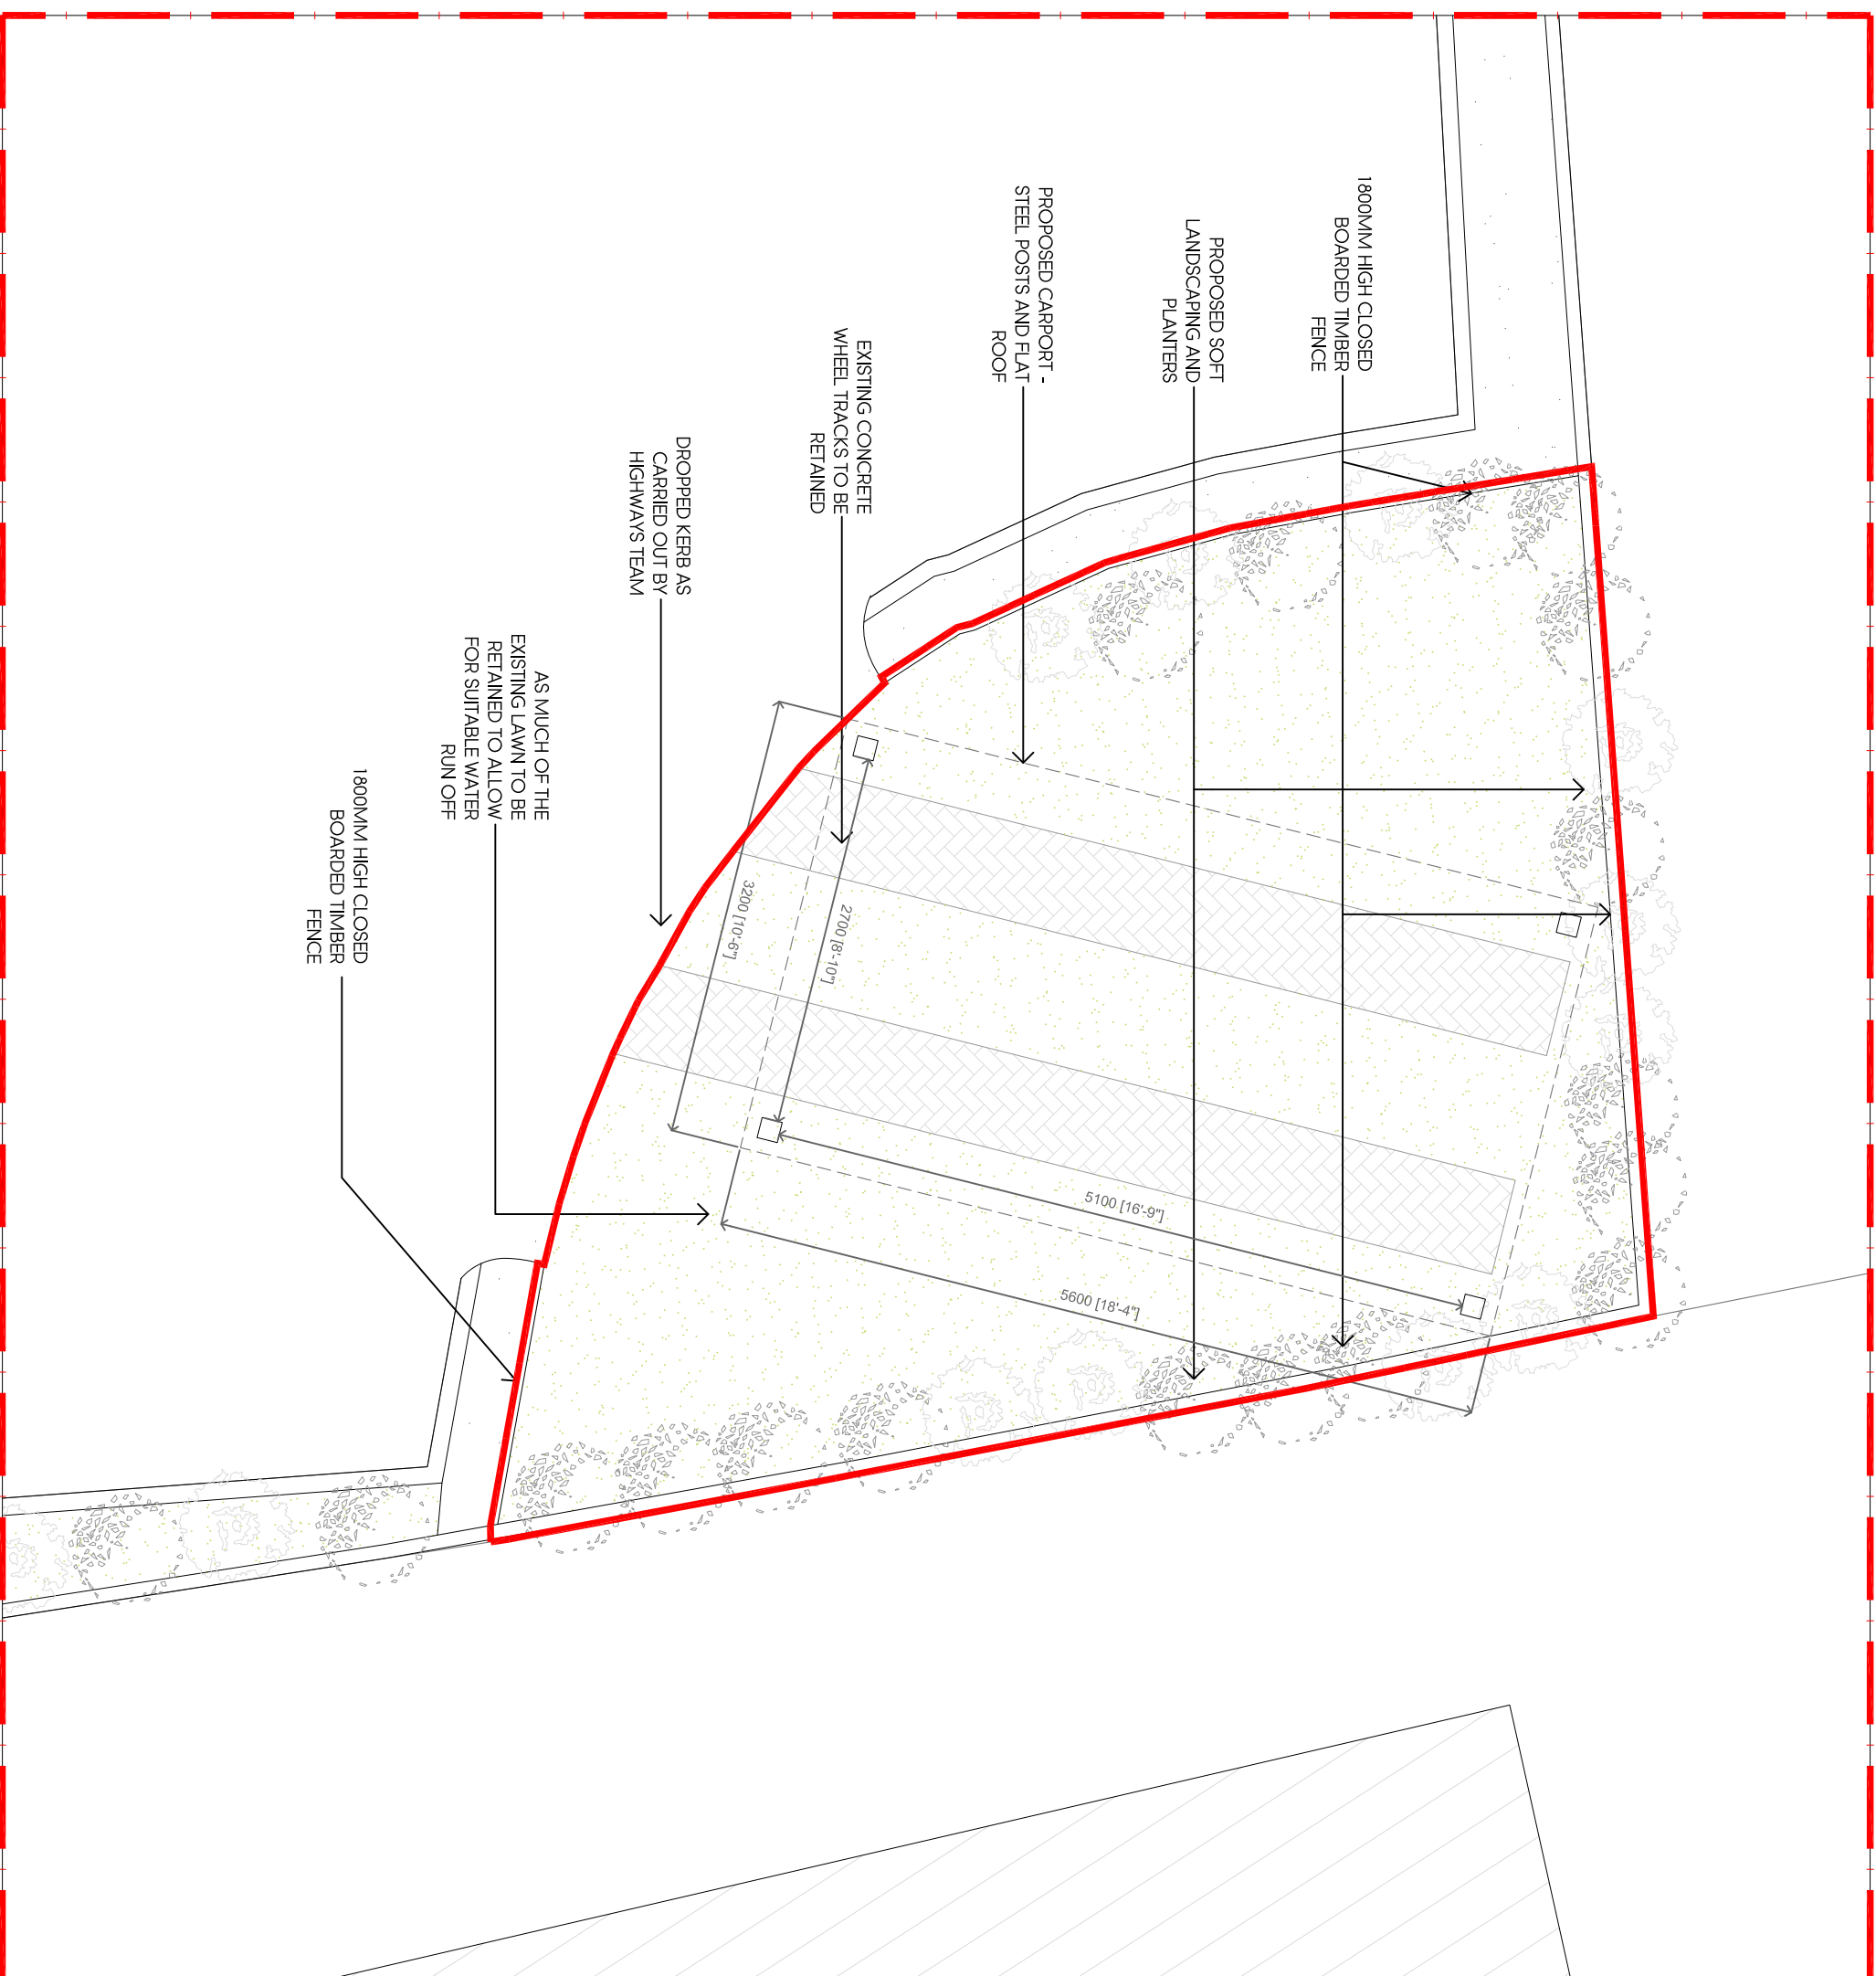 1800MM HIGH CLOSED
BOARDED TIMBER
FENCE
PROPOSED SOFT
LANDSCAPING AND
PLANTERS
PROPOSED CARPORT -
STEEL POSTS AND FLAT
ROOF
EXISTING CONCRETE
WHEEL TRACKS TO BE
RETAINED
DROPPED KERB AS
CARRIED OUT BY
HIGHWAYS TEAM
AS MUCH OF THE
EXISTING LAWN TO BE
RETAINED TO ALLOW
FOR SUITABLE WATER
RUN OFF
1800MM HIGH CLOSED
BOARDED TIMBER
FENCE
2700 [8'-10"]
3200 [10'-6"]
5100 [16'-9"]
5600 [18'-4"]